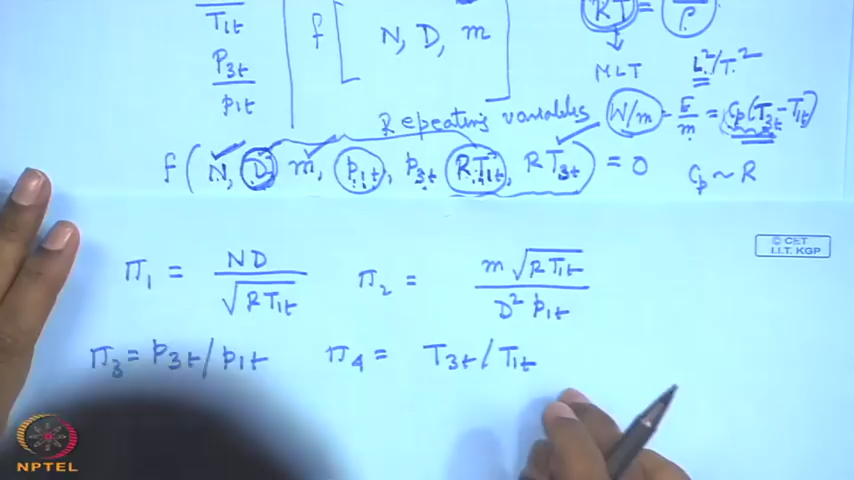 T1t
P3t
p1t
f [ N, D, m ]
RT = P/ρ
MLT L²/T²
Repeating variables W/m - E/m = Cp(T3t-T1t)
f( N, D, m, p1t, p3t, RT1t, RT3t ) = 0 Cp ~ R
© CET
I.I.T. KGP
π1 = ND / √RT1t π2 = m √RT1t / D² p1t
π3 = p3t / p1t π4 = T3t / T1t
NPTEL